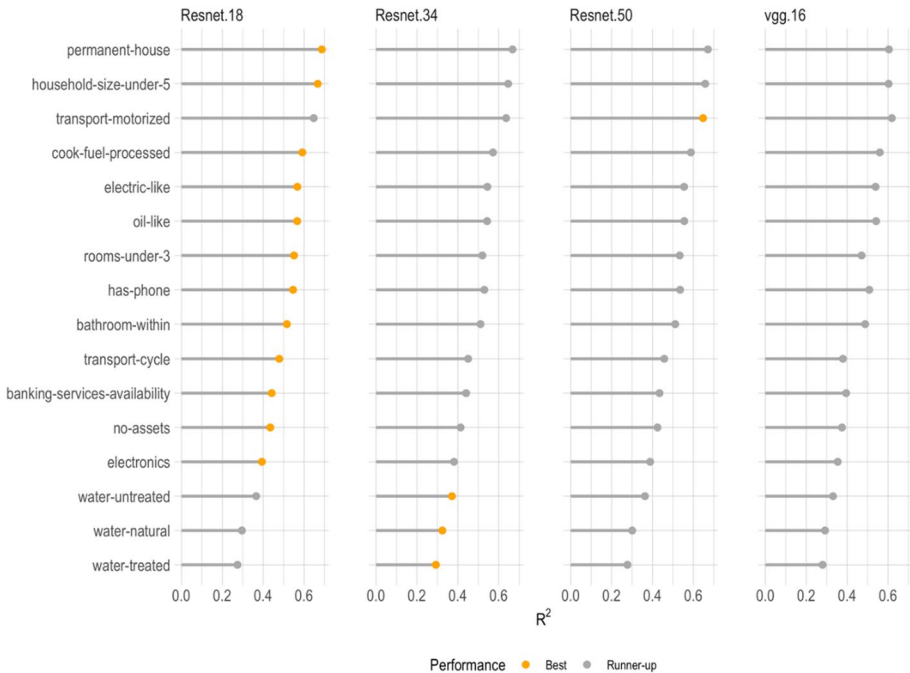 Resnet.18 Resnet.34 Resnet.50 vgg.16
permanent-house
household-size-under-5
transport-motorized
cook-fuel-processed
electric-like
oil-like
rooms-under-3
has-phone
bathroom-within
transport-cycle
banking-services-availability
no-assets
electronics
water-untreated
water-natural
water-treated
0.0 0.2 0.4 0.6 0.0 0.2 0.4 0.6 0.0 0.2 0.4 0.6 0.0 0.2 0.4 0.6
R²
Performance Best Runner-up